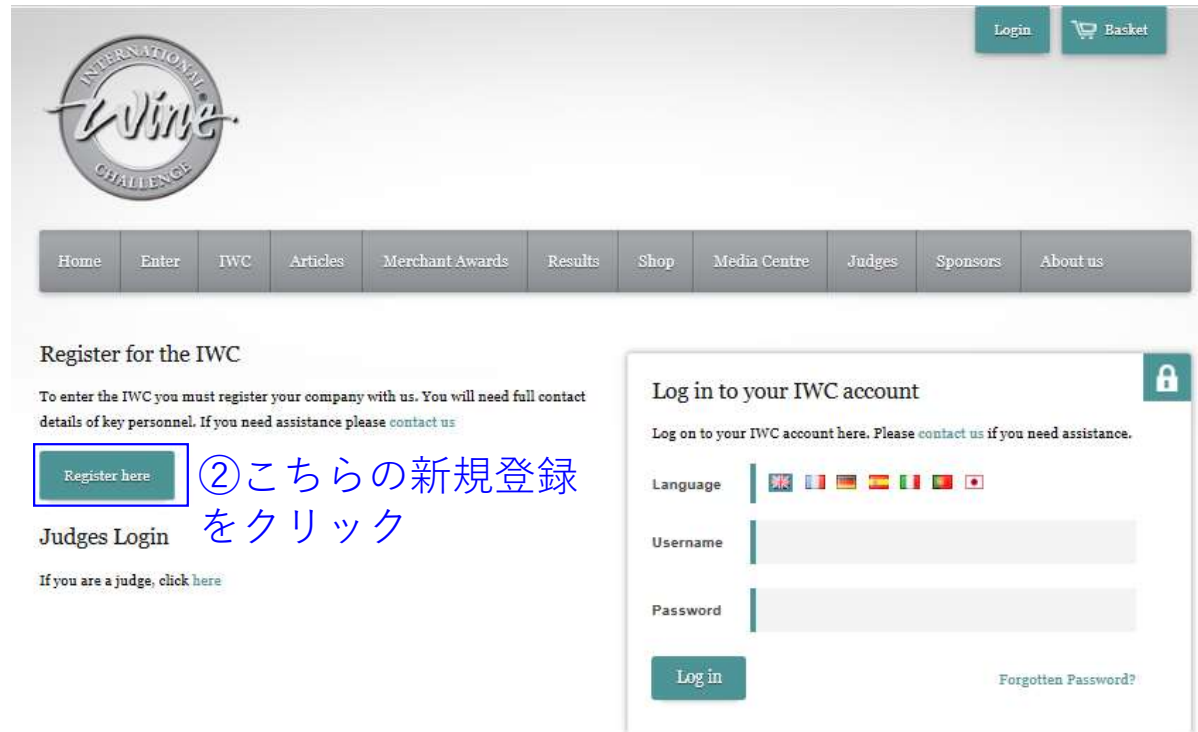 Login
Basket
INTERNATIONAL
Wine
CHALLENGE
Home Enter IWC Articles Merchant Awards Results Shop Media Centre Judges Sponsors About us
Register for the IWC
To enter the IWC you must register your company with us. You will need full contact
details of key personnel. If you need assistance please contact us
Register here
②こちらの新規登録
をクリック
Judges Login
If you are a judge, click here
Log in to your IWC account
Log on to your IWC account here. Please contact us if you need assistance.
Language
Username
Password
Log in
Forgotten Password?